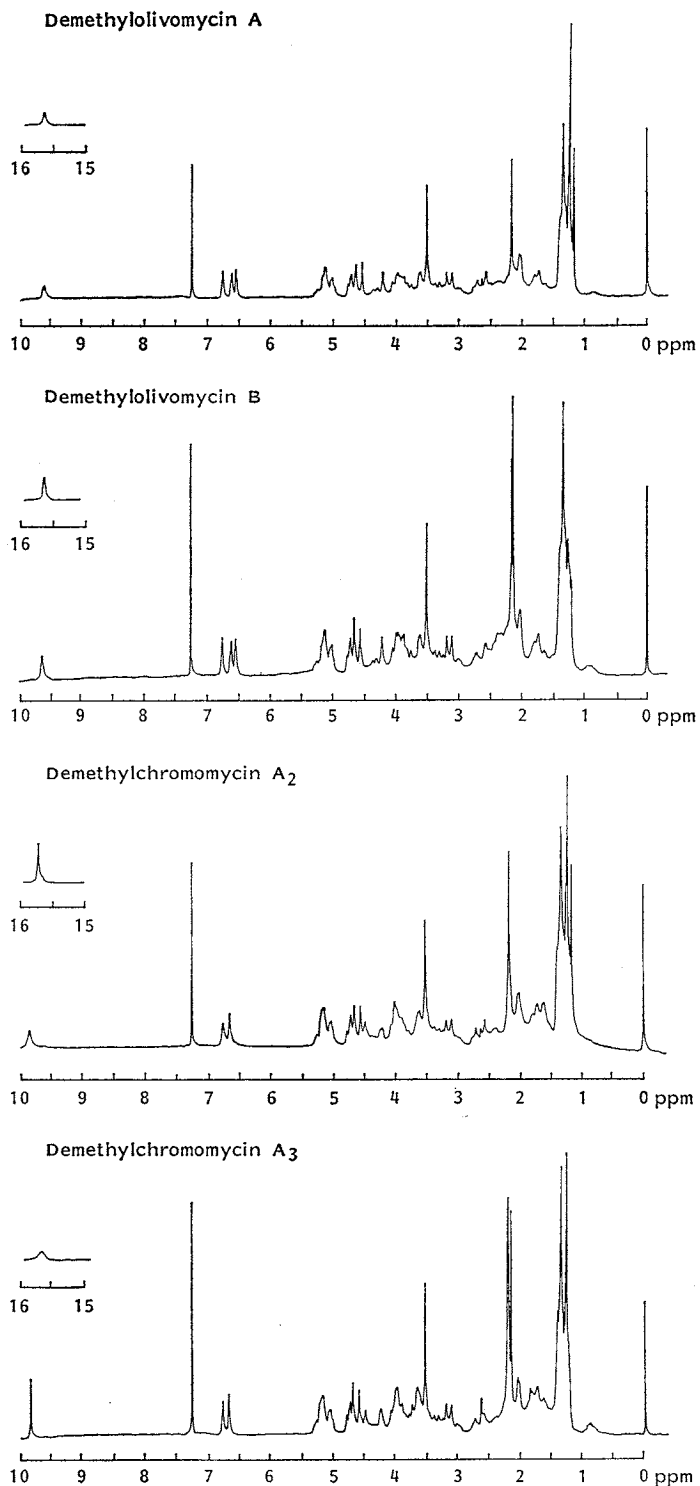 Demethylolivomycin A
16 15
10 9 8 7 6 5 4 3 2 1 0 ppm
Demethylolivomycin B
16 15
10 9 8 7 6 5 4 3 2 1 0 ppm
Demethylchromomycin A2
16 15
10 9 8 7 6 5 4 3 2 1 0 ppm
Demethylchromomycin A3
16 15
10 9 8 7 6 5 4 3 2 1 0 ppm